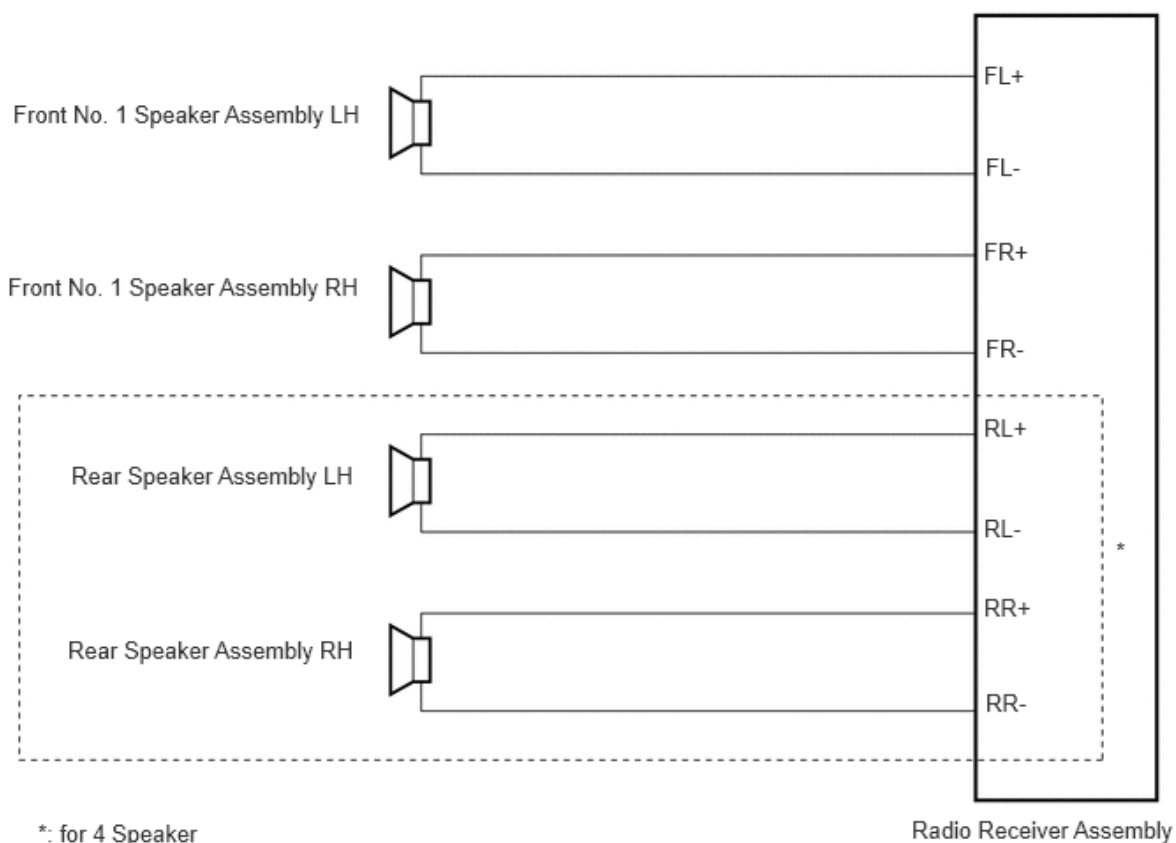 FL+
Front No. 1 Speaker Assembly LH
FL-
FR+
Front No. 1 Speaker Assembly RH
FR-
RL+
Rear Speaker Assembly LH
RL-
*
RR+
Rear Speaker Assembly RH
RR-
*: for 4 Speaker
Radio Receiver Assembly